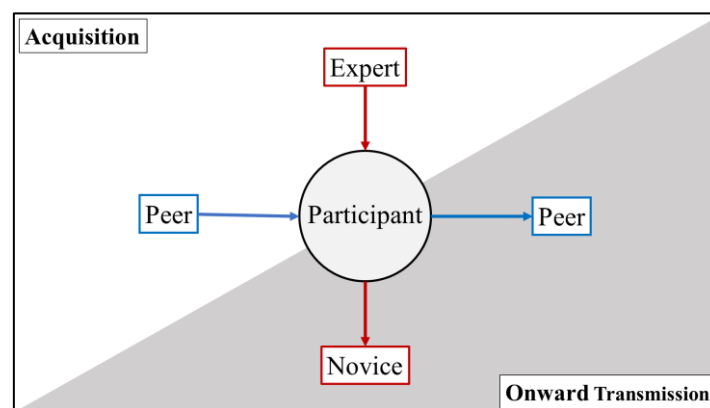 Acquisition
Expert
Peer
Participant
Peer
Novice
Onward Transmission